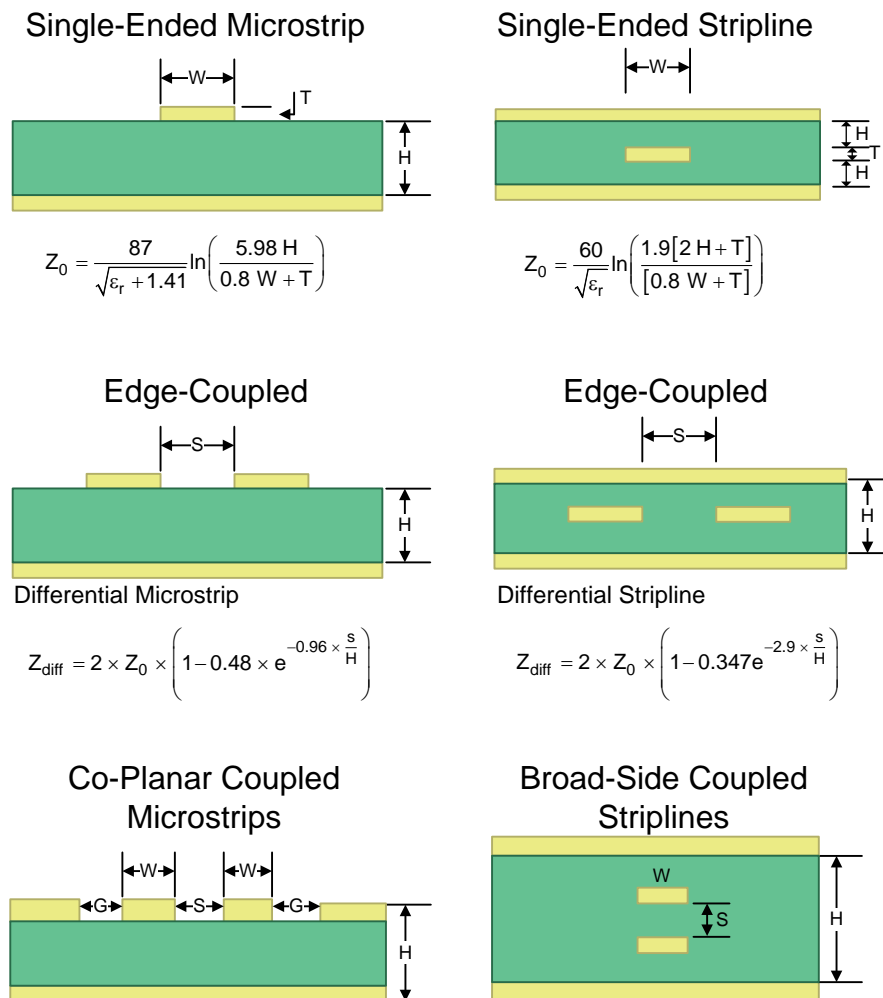 Single-Ended Microstrip
W
T
H
Z0 = 87/√(εr + 1.41) ln(5.98 H/(0.8 W + T))
Single-Ended Stripline
W
H
T
H
Z0 = 60/√εr ln(1.9[2 H + T]/[0.8 W + T])
Edge-Coupled
S
H
Differential Microstrip
Zdiff = 2 × Z0 × (1 − 0.48 × e^(−0.96 × s/H))
Edge-Coupled
S
H
Differential Stripline
Zdiff = 2 × Z0 × (1 − 0.347e^(−2.9 × s/H))
Co-Planar Coupled
Microstrips
W W
G S G
H
Broad-Side Coupled
Striplines
W
S
H